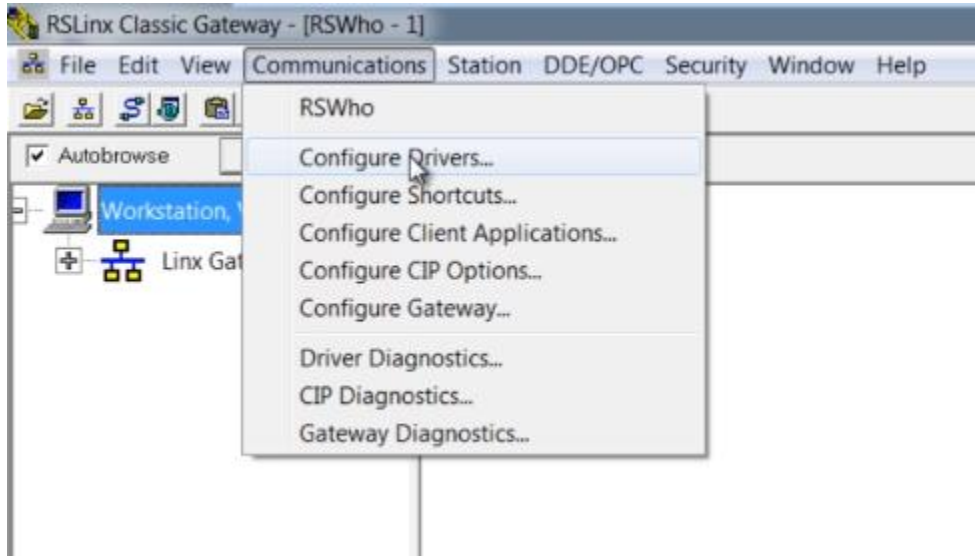 RSLinx Classic Gateway - [RSWho - 1]
File Edit View Communications Station DDE/OPC Security Window Help
RSWho
Autobrowse
Configure Drivers...
Configure Shortcuts...
Workstation,
Configure Client Applications...
Linx Gat
Configure CIP Options...
Configure Gateway...
Driver Diagnostics...
CIP Diagnostics...
Gateway Diagnostics...